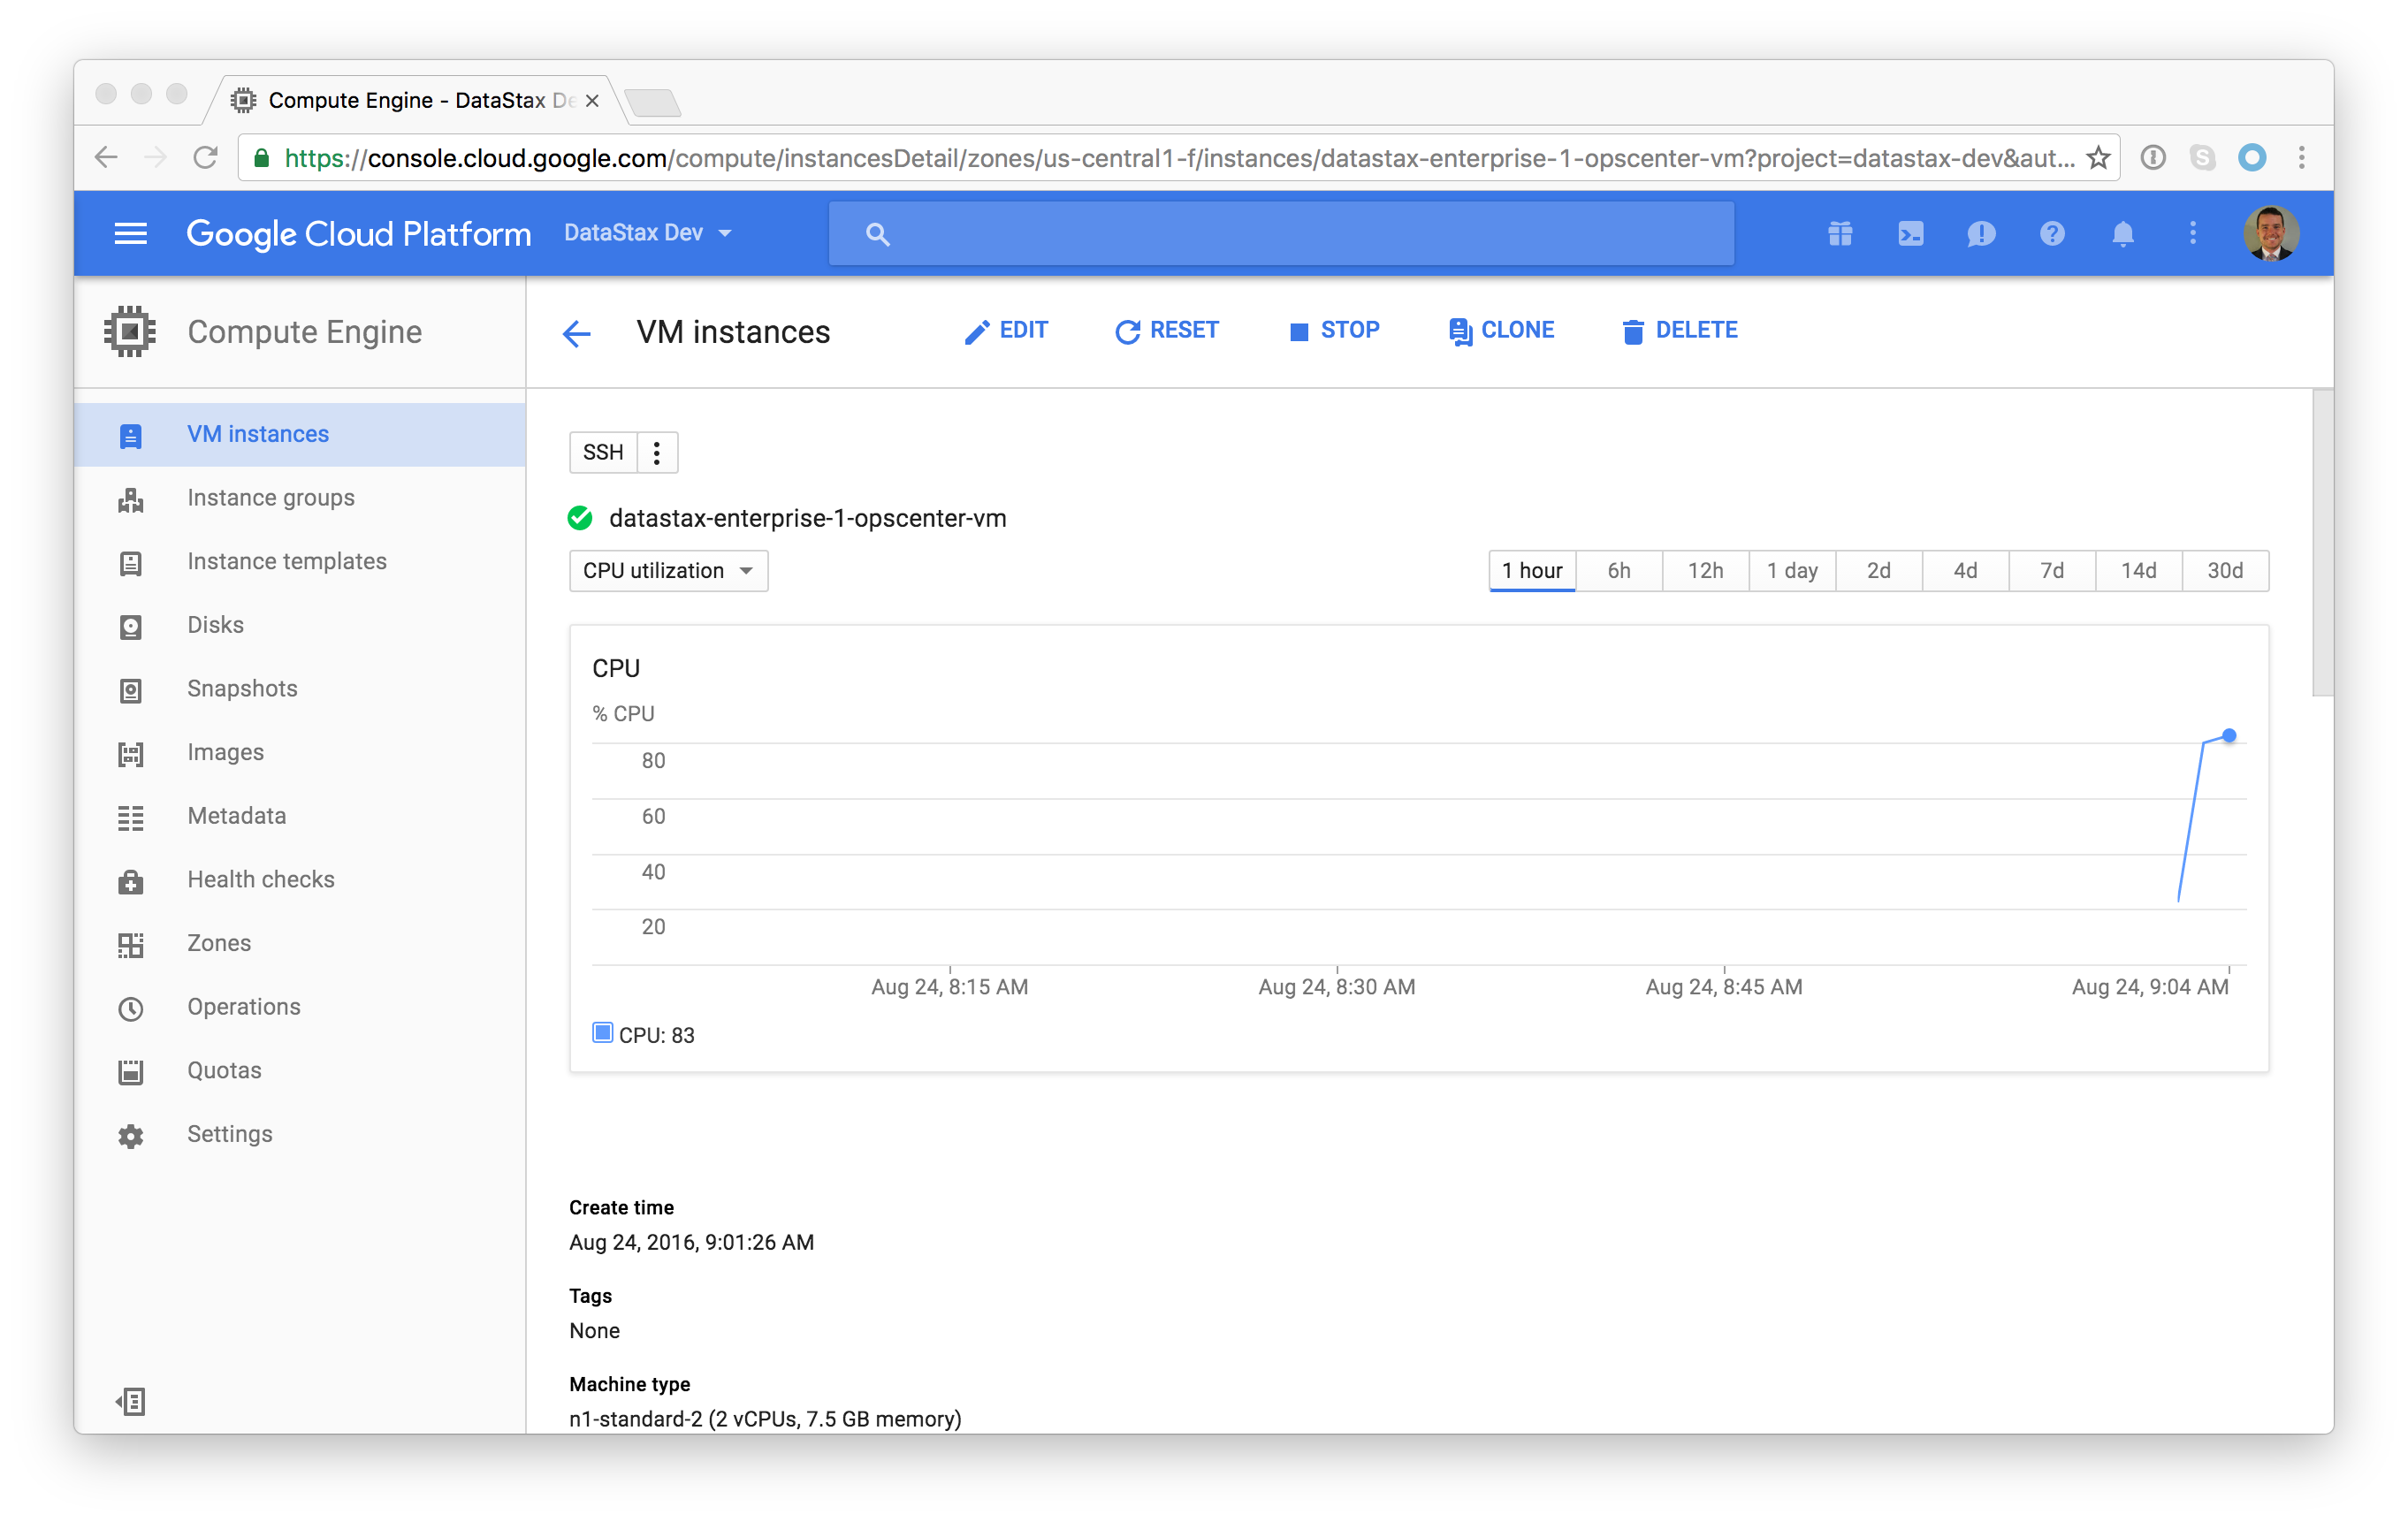 Compute Engine - DataStax De
https://console.cloud.google.com/compute/instancesDetail/zones/us-central1-f/instances/datastax-enterprise-1-opscenter-vm?project=datastax-dev&aut...
Google Cloud Platform
DataStax Dev
Compute Engine
VM instances
EDIT
RESET
STOP
CLONE
DELETE
VM instances
Instance groups
Instance templates
Disks
Snapshots
Images
Metadata
Health checks
Zones
Operations
Quotas
Settings
SSH
datastax-enterprise-1-opscenter-vm
CPU utilization
1 hour 6h 12h 1 day 2d 4d 7d 14d 30d
CPU
% CPU
80
60
40
20
Aug 24, 8:15 AM Aug 24, 8:30 AM Aug 24, 8:45 AM Aug 24, 9:04 AM
CPU: 83
Create time
Aug 24, 2016, 9:01:26 AM
Tags
None
Machine type
n1-standard-2 (2 vCPUs, 7.5 GB memory)